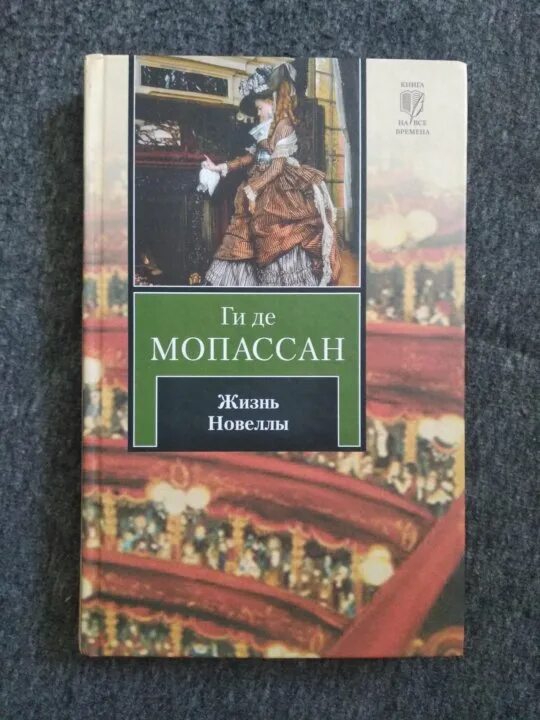 КНИГА
НА ВСЕ
ВРЕМЕНА
Ги де
МОПАССАН
Жизнь
Новеллы